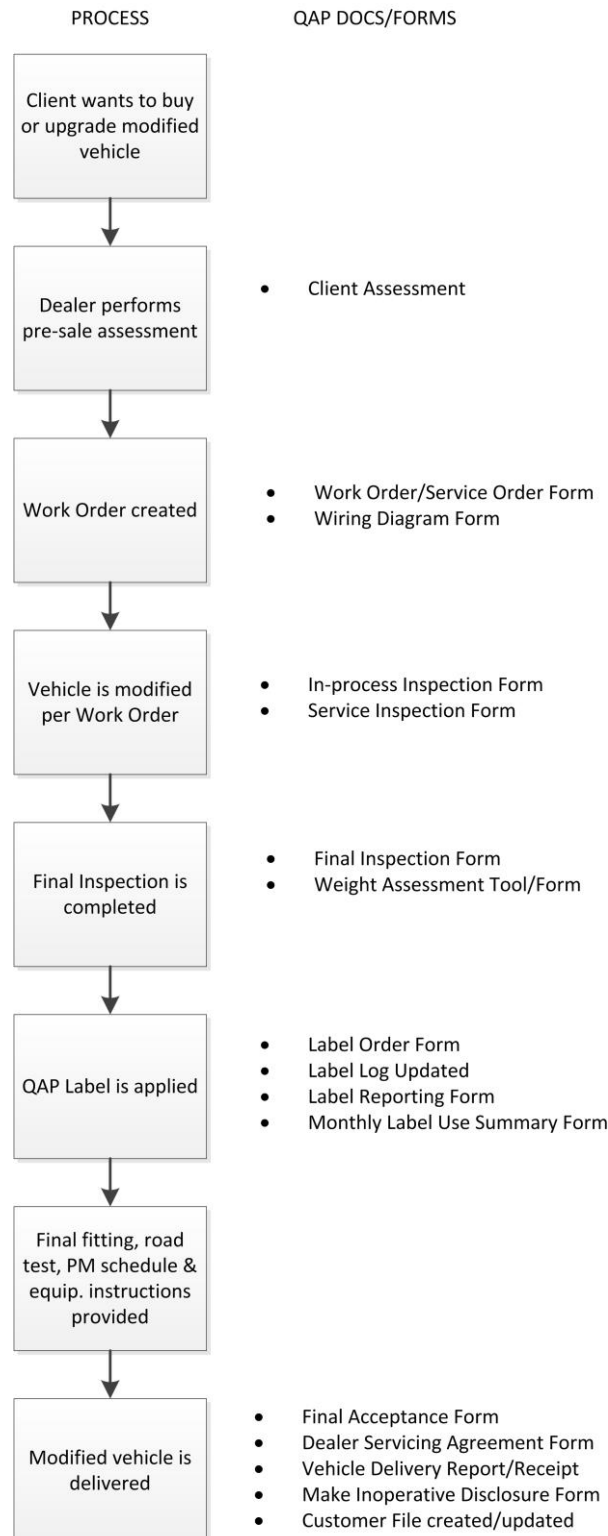 PROCESS
QAP DOCS/FORMS
Client wants to buy
or upgrade modified
vehicle
Dealer performs
pre-sale assessment
• Client Assessment
Work Order created
• Work Order/Service Order Form
• Wiring Diagram Form
Vehicle is modified
per Work Order
• In-process Inspection Form
• Service Inspection Form
Final Inspection is
completed
• Final Inspection Form
• Weight Assessment Tool/Form
QAP Label is applied
• Label Order Form
• Label Log Updated
• Label Reporting Form
• Monthly Label Use Summary Form
Final fitting, road
test, PM schedule &
equip. instructions
provided
Modified vehicle is
delivered
• Final Acceptance Form
• Dealer Servicing Agreement Form
• Vehicle Delivery Report/Receipt
• Make Inoperative Disclosure Form
• Customer File created/updated